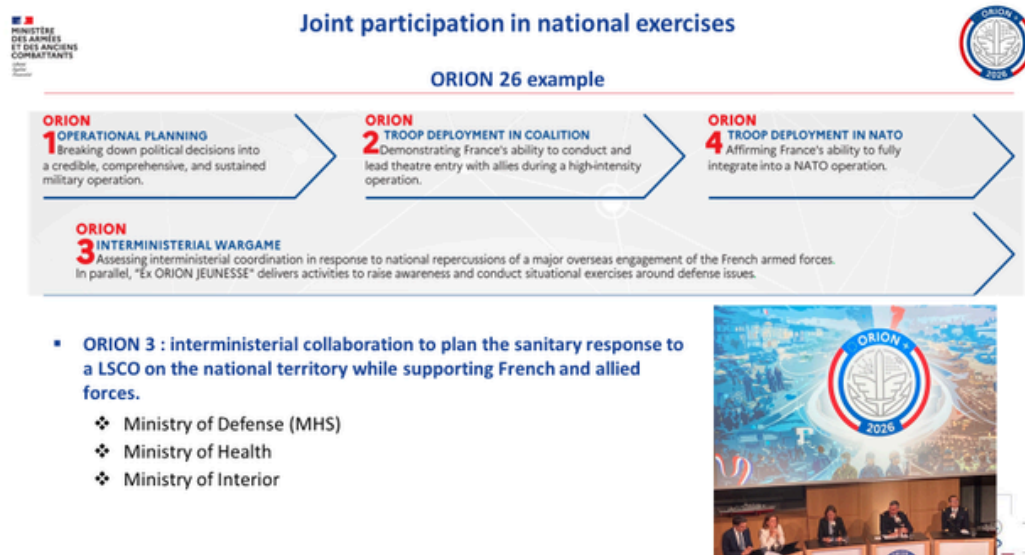 MINISTÈRE
DES ARMÉES
ET DES ANCIENS
COMBATTANTS
Joint participation in national exercises
ORION
2026
ORION 26 example
ORION
1 OPERATIONAL PLANNING
Breaking down political decisions into
a credible, comprehensive, and sustained
military operation.
ORION
2 TROOP DEPLOYMENT IN COALITION
Demonstrating France's ability to conduct and
lead theatre entry with allies during a high-intensity
operation.
ORION
4 TROOP DEPLOYMENT IN NATO
Affirming France's ability to fully
integrate into a NATO operation.
ORION
3 INTERMINISTERIAL WARGAME
Assessing interministerial coordination in response to national repercussions of a major overseas engagement of the French armed forces.
In parallel, "Ex ORION JEUNESSE" delivers activities to raise awareness and conduct situational exercises around defense issues.
ORION 3 : interministerial collaboration to plan the sanitary response to
a LSCO on the national territory while supporting French and allied
forces.
Ministry of Defense (MHS)
Ministry of Health
Ministry of Interior
ORION
2026